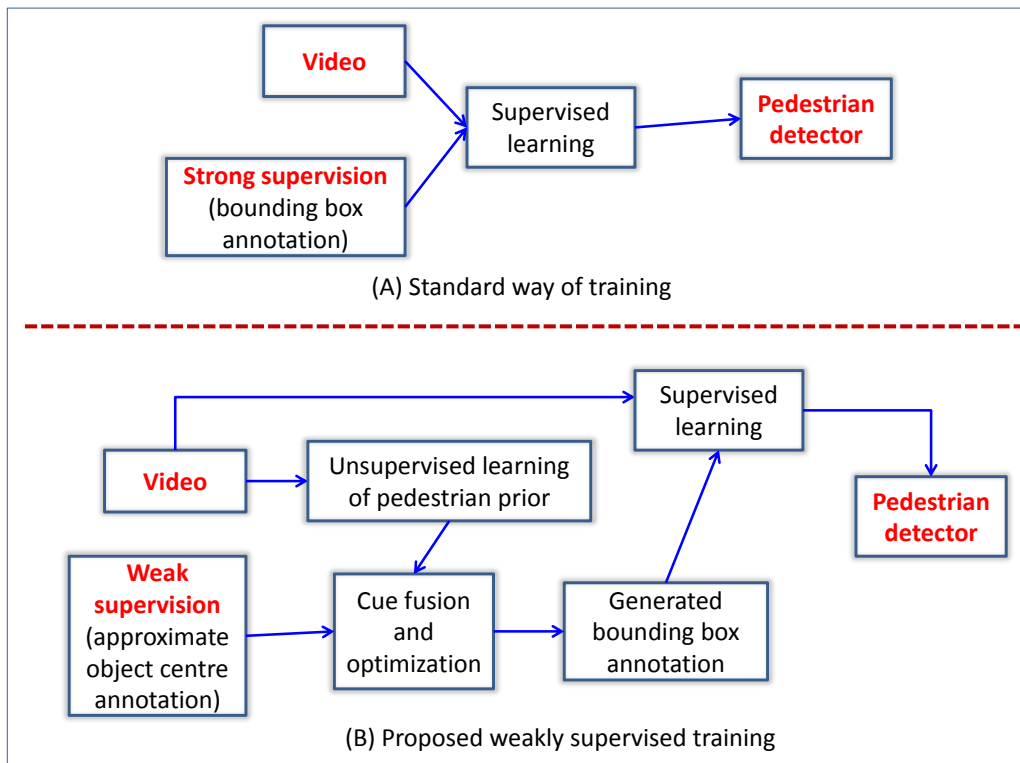 Video
Supervised
learning
Pedestrian
detector
Strong supervision
(bounding box
annotation)
(A) Standard way of training
Supervised
learning
Video
Unsupervised learning
of pedestrian prior
Pedestrian
detector
Weak
supervision
(approximate
object centre
annotation)
Cue fusion
and
optimization
Generated
bounding box
annotation
(B) Proposed weakly supervised training